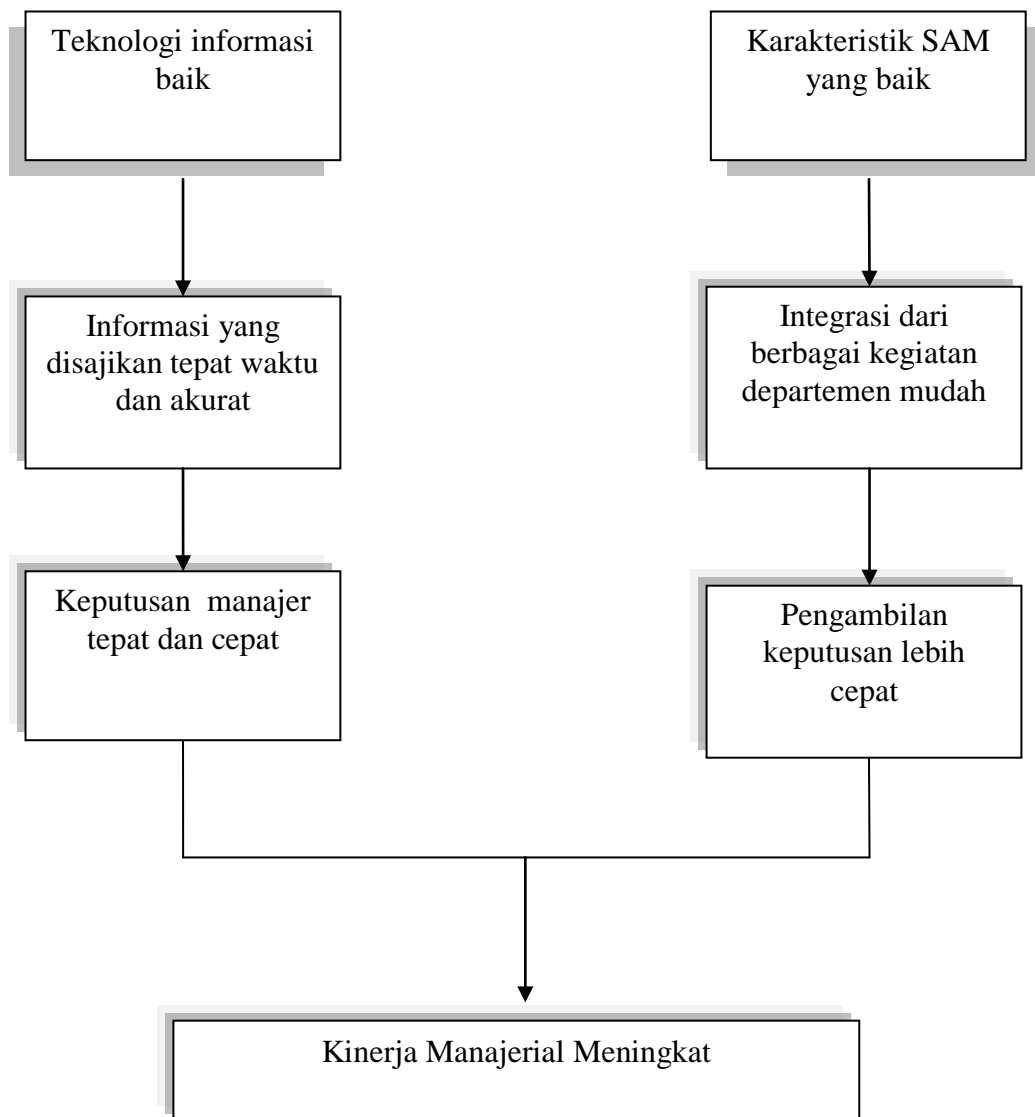 Teknologi informasi
baik
Karakteristik SAM
yang baik
Informasi yang
disajikan tepat waktu
dan akurat
Integrasi dari
berbagai kegiatan
departemen mudah
Keputusan  manajer
tepat dan cepat
Pengambilan
keputusan lebih
cepat
Kinerja Manajerial Meningkat